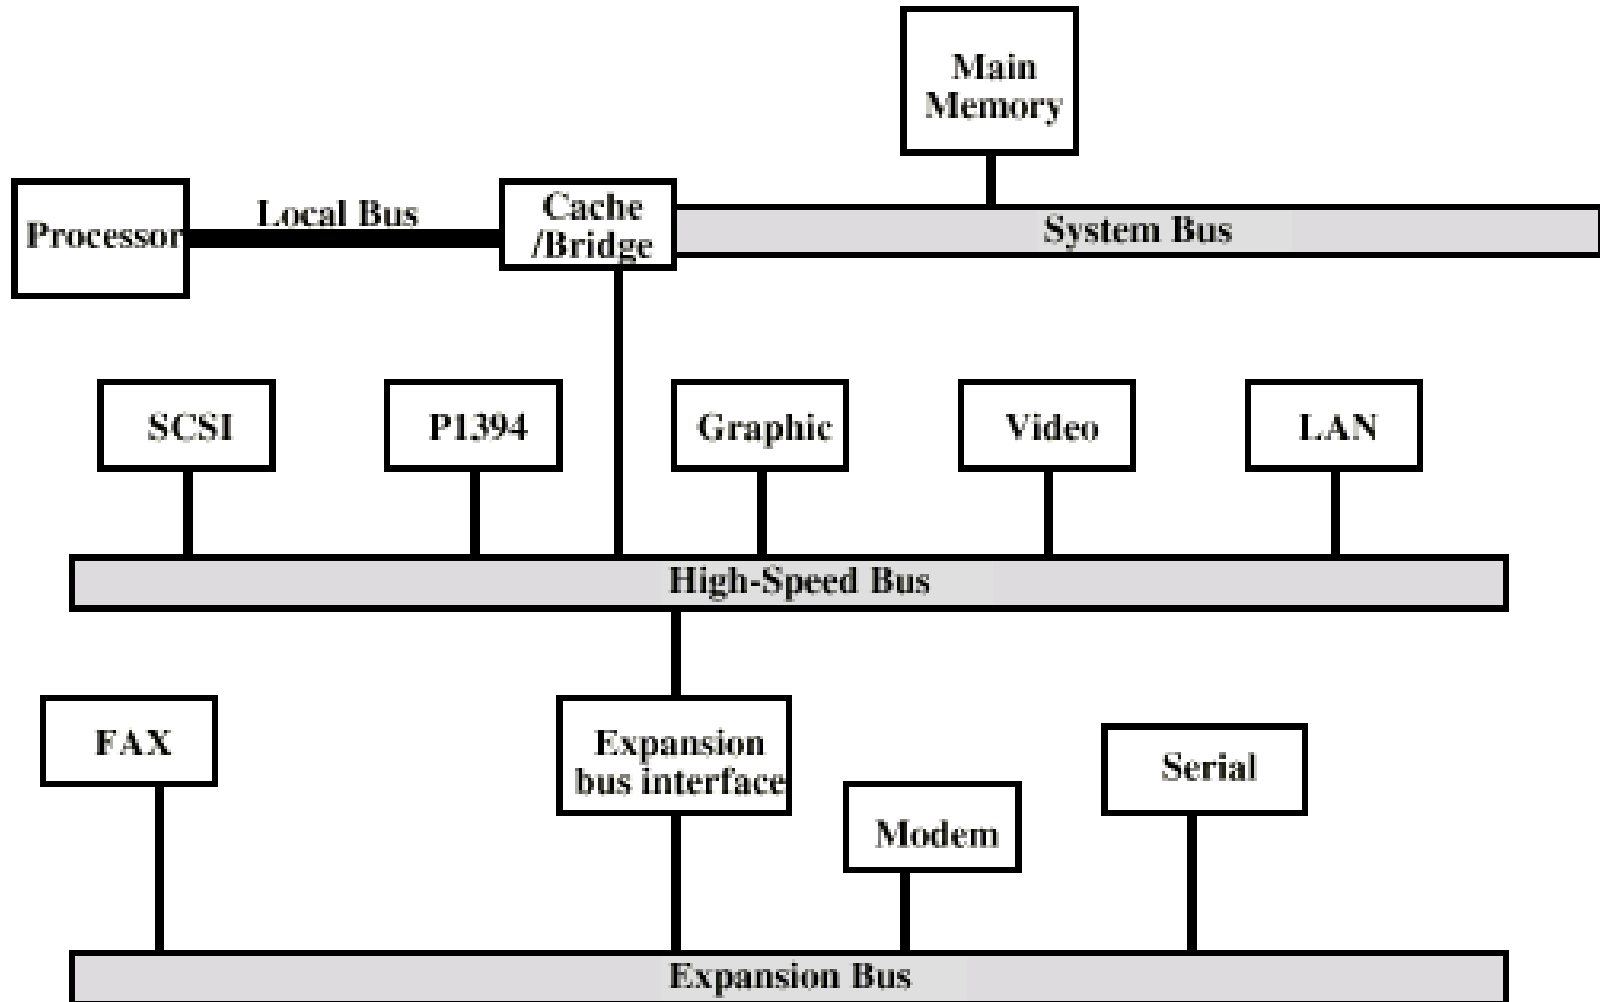 Main
Memory
Processor
Local Bus
Cache
/Bridge
System Bus
SCSI
P1394
Graphic
Video
LAN
High-Speed Bus
FAX
Expansion
bus interface
Modem
Serial
Expansion Bus